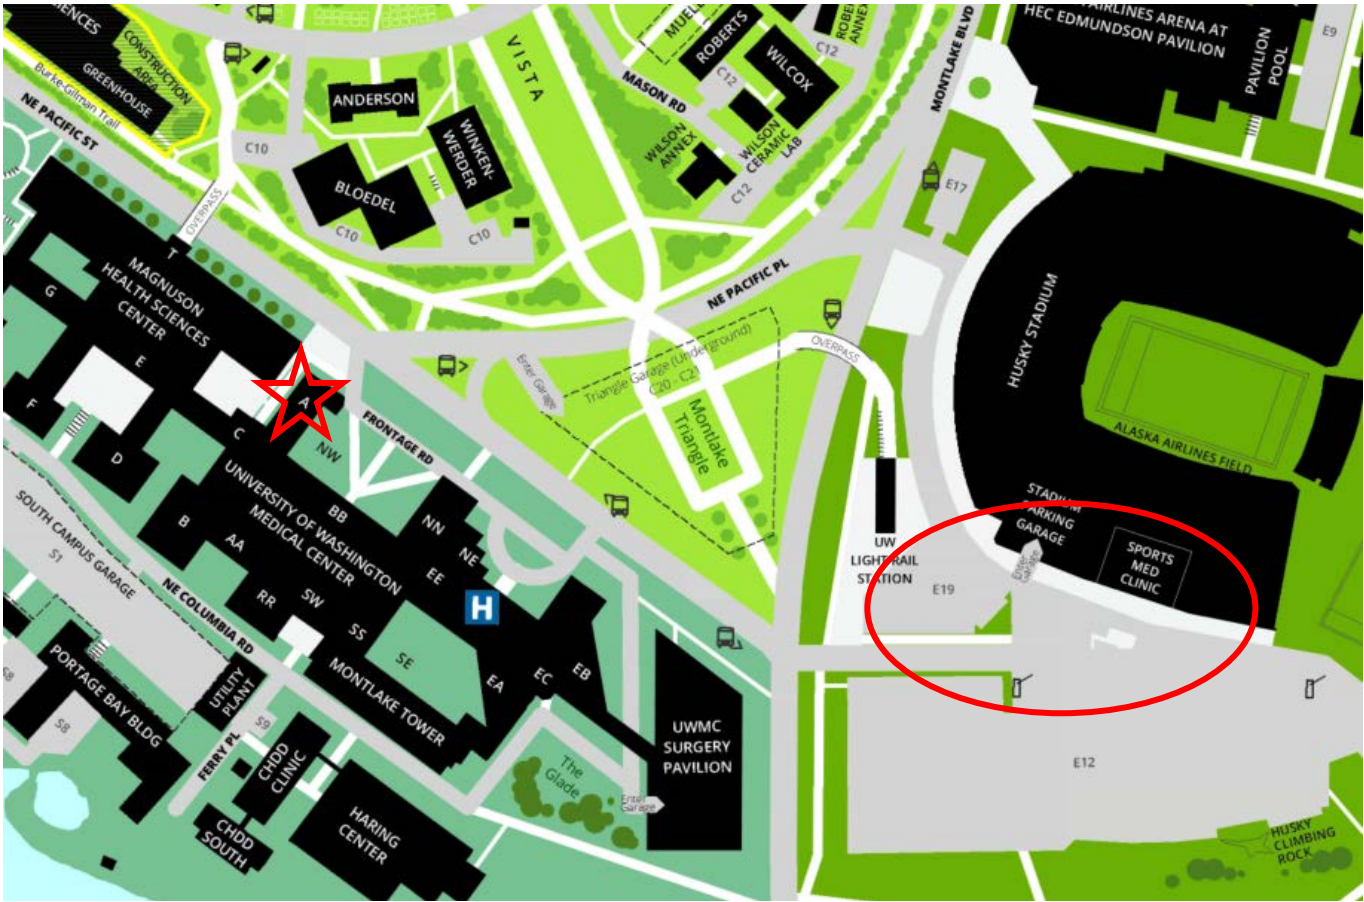 SCIENCES
GREENHOUSE
CONSTRUCTION
AREA
Burke-Gilman Trail
NE PACIFIC ST
VISTA
ANDERSON
WINKEN-
WERDER
BLOEDEL
C10
C10
C10
OVERPASS
ROBERTS
WILCOX
C12
C12
MASON RD
WILSON
ANNEX
WILSON
CERAMIC
LAB
C12
MONTLAKE BLVD
AIRLINES ARENA AT
HEC EDMUNDSON PAVILION
PAVILION
POOL
E9
E17
T
MAGNUSON
HEALTH SCIENCES
CENTER
G
E
F
D
C
A
B
NW
FRONTAGE RD
NE PACIFIC PL
Enter Garage
Triangle Garage (Underground)
C20 - C21
Montlake
Triangle
OVERPASS
HUSKY STADIUM
ALASKA AIRLINES FIELD
STADIUM
PARKING
GARAGE
Enter
Garage
SPORTS
MED
CLINIC
UW
LIGHT RAIL
STATION
E19
E12
UNIVERSITY OF WASHINGTON
MEDICAL CENTER
BB
AA
NN
NE
EE
RR
SW
SS
SE
EA
EC
EB
H
SOUTH CAMPUS GARAGE
S1
NE COLUMBIA RD
MONTLAKE TOWER
PORTAGE BAY BLDG
UTILITY
PLANT
S8
S8
S9
FERRY PL
CHDD
CLINIC
CHDD
SOUTH
HARING
CENTER
The
Glade
Enter
Garage
UWMC
SURGERY
PAVILION
HUSKY
CLIMBING
ROCK